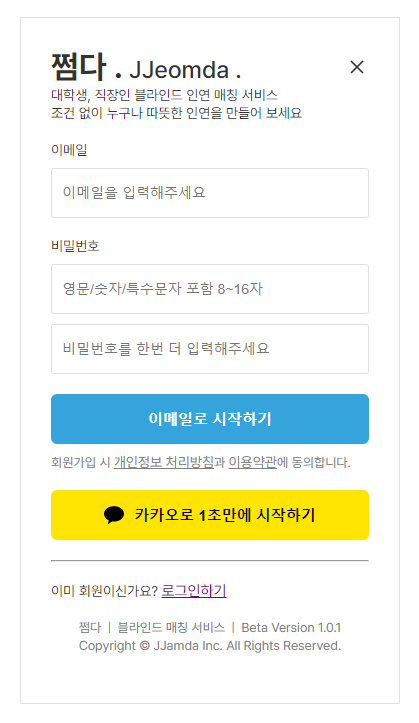 쩜다 . JJeomda .
대학생, 직장인 블라인드 인연 매칭 서비스
조건 없이 누구나 따뜻한 인연을 만들어 보세요
이메일
이메일을 입력해주세요
비밀번호
영문/숫자/특수문자 포함 8~16자
비밀번호를 한번 더 입력해주세요
이메일로 시작하기
회원가입 시 개인정보 처리방침과 이용약관에 동의합니다.
카카오로 1초만에 시작하기
이미 회원이신가요? 로그인하기
쩜다 | 블라인드 매칭 서비스 | Beta Version 1.0.1
Copyright © JJamda Inc. All Rights Reserved.